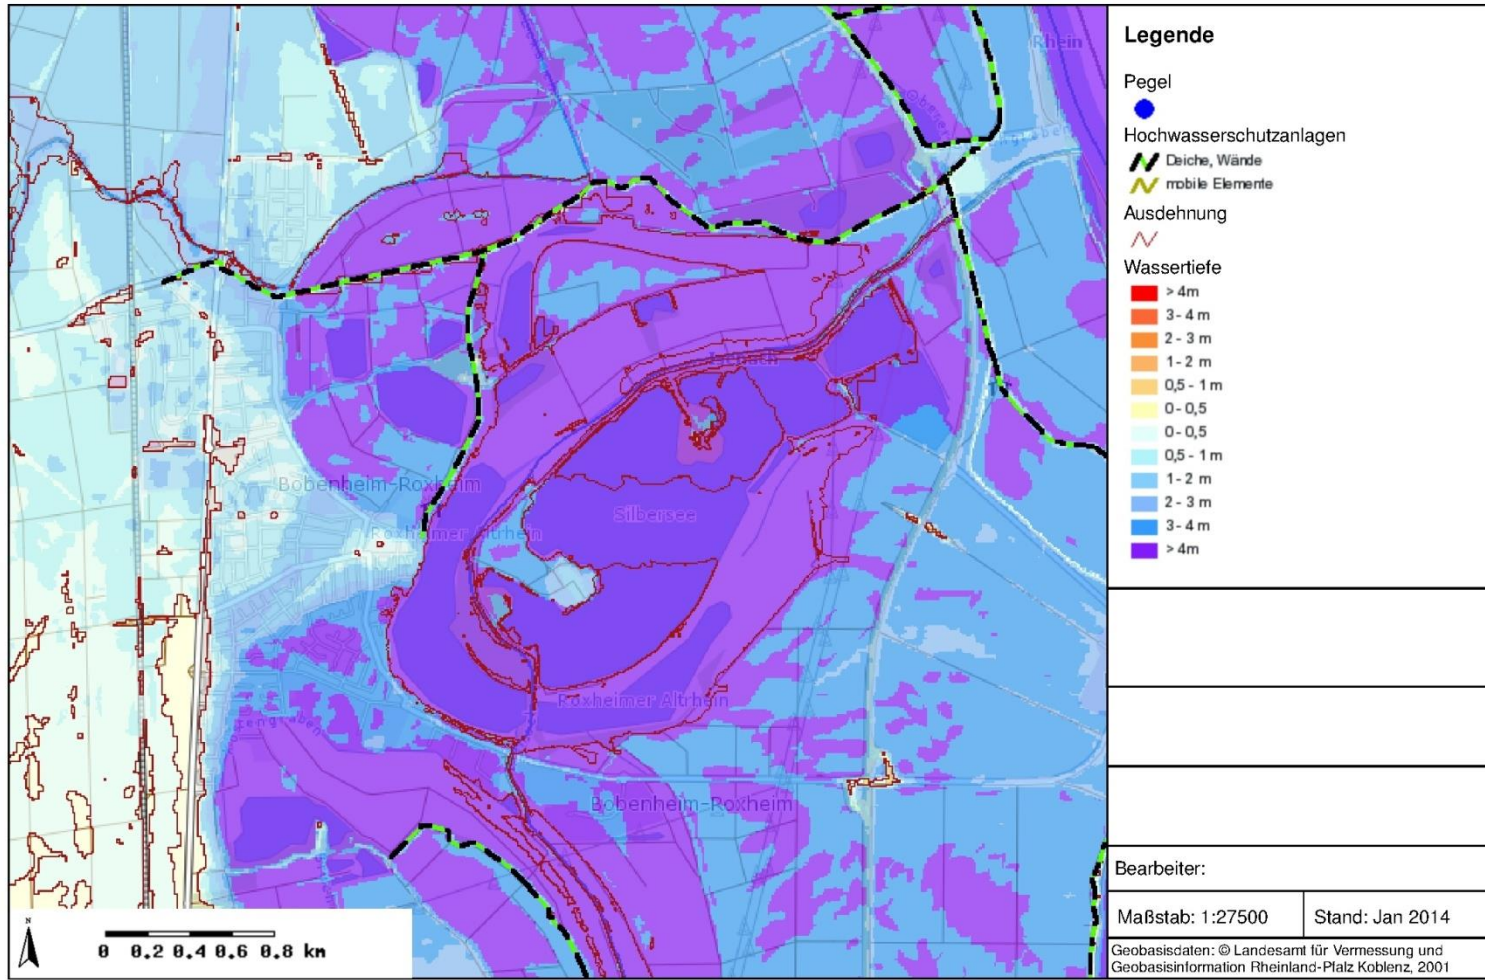 Rhein
Isenach
Bobenheim-Roxheim
Silbersee
Roxheimer Altrhein
Roxheimer Altrhein
Bobenheim-Roxheim
N
0 0.2 0.4 0.6 0.8 km
Legende
Pegel
Hochwasserschutzanlagen
Deiche, Wände
mobile Elemente
Ausdehnung
Wassertiefe
> 4m
3 - 4 m
2 - 3 m
1 - 2 m
0,5 - 1 m
0 - 0,5
0 - 0,5
0,5 - 1 m
1 - 2 m
2 - 3 m
3 - 4 m
> 4m
Bearbeiter:
Maßstab: 1:27500
Stand: Jan 2014
Geobasisdaten: © Landesamt für Vermessung und
Geobasisinformation Rheinland-Pfalz Koblenz, 2001